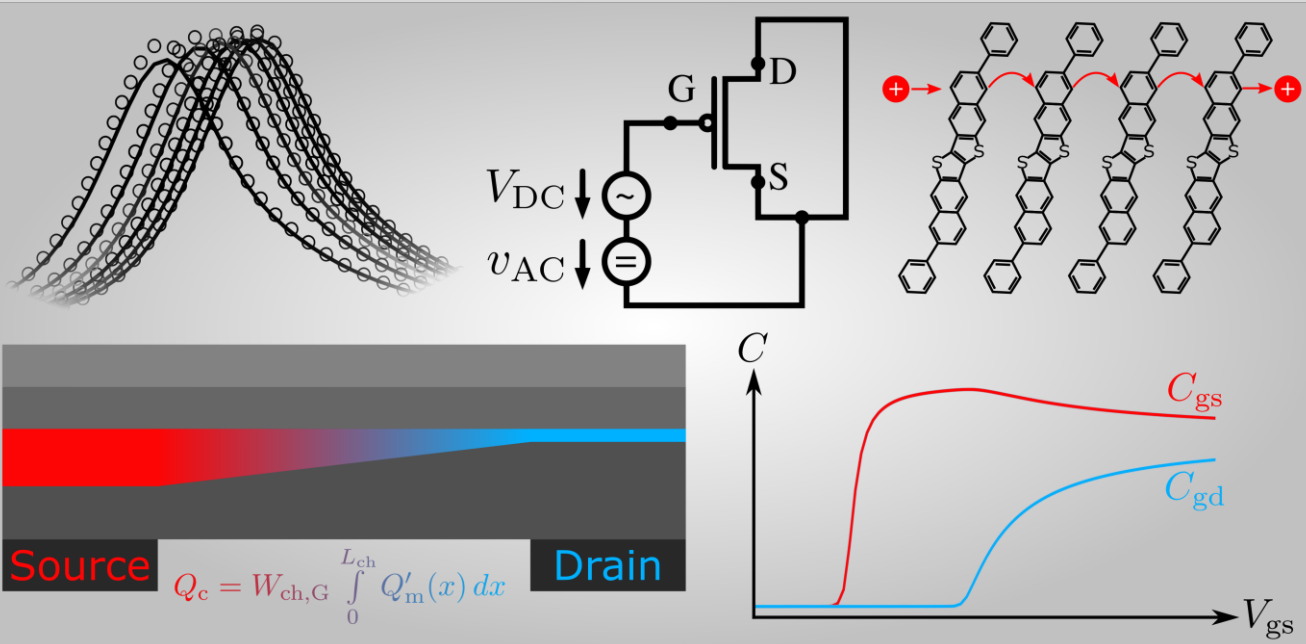 G
D
S
V_DC
~
v_AC
=
+
+
S S S S
S S S S
C
C_gs
C_gd
V_gs
Source
Drain
Q_c = W_ch,G ∫_0^{L_ch} Q′_m(x) dx